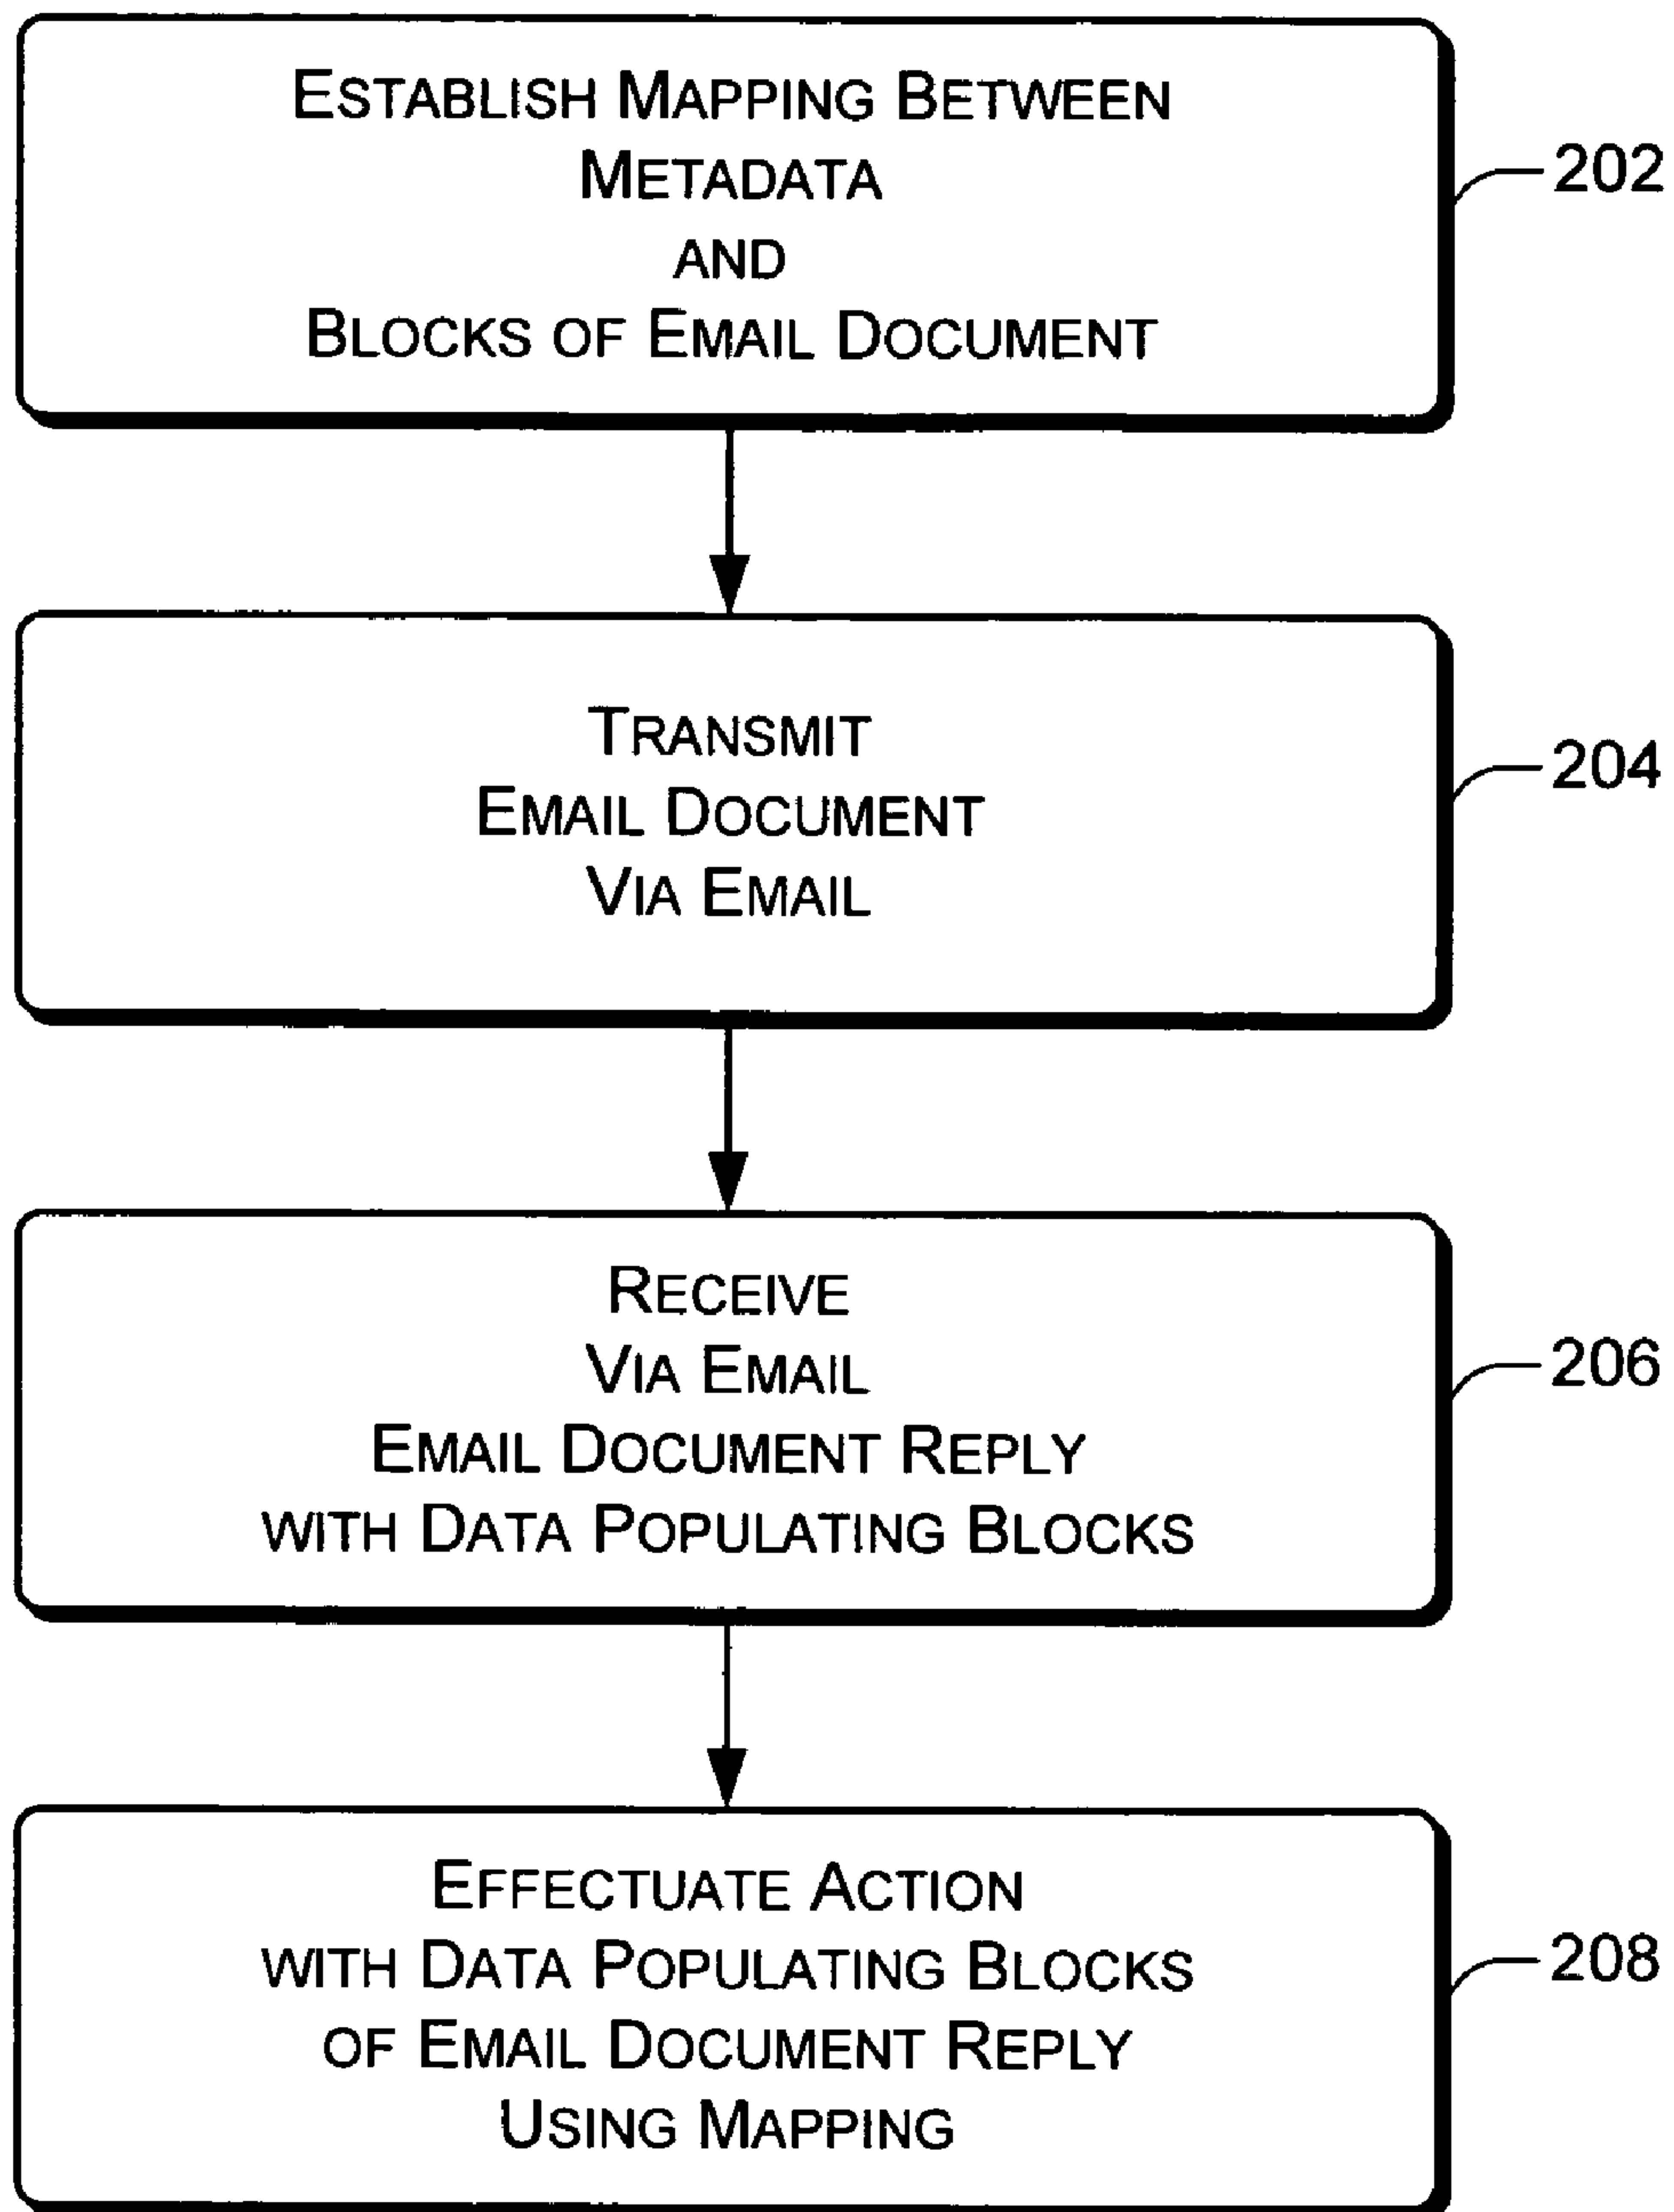 ESTABLISH MAPPING BETWEEN
METADATA
AND
BLOCKS OF EMAIL DOCUMENT
202
TRANSMIT
EMAIL DOCUMENT
VIA EMAIL
204
RECEIVE
VIA EMAIL
EMAIL DOCUMENT REPLY
WITH DATA POPULATING BLOCKS
206
EFFECTUATE ACTION
WITH DATA POPULATING BLOCKS
OF EMAIL DOCUMENT REPLY
USING MAPPING
208